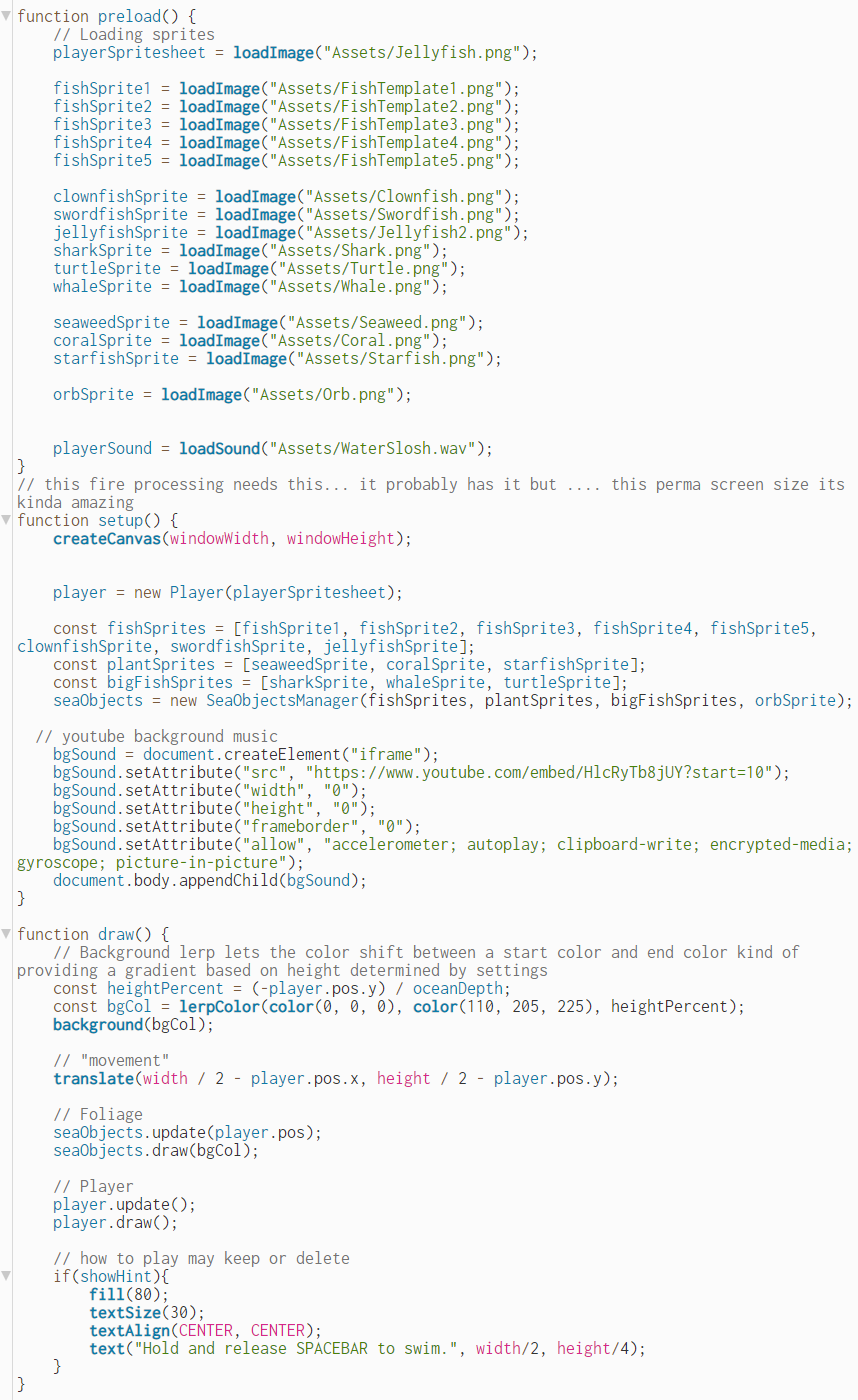 function preload() {
// Loading sprites
playerSpritesheet = loadImage("Assets/Jellyfish.png");
fishSprite1 = loadImage("Assets/FishTemplate1.png");
fishSprite2 = loadImage("Assets/FishTemplate2.png");
fishSprite3 = loadImage("Assets/FishTemplate3.png");
fishSprite4 = loadImage("Assets/FishTemplate4.png");
fishSprite5 = loadImage("Assets/FishTemplate5.png");
clownfishSprite = loadImage("Assets/Clownfish.png");
swordfishSprite = loadImage("Assets/Swordfish.png");
jellyfishSprite = loadImage("Assets/Jellyfish2.png");
sharkSprite = loadImage("Assets/Shark.png");
turtleSprite = loadImage("Assets/Turtle.png");
whaleSprite = loadImage("Assets/Whale.png");
seaweedSprite = loadImage("Assets/Seaweed.png");
coralSprite = loadImage("Assets/Coral.png");
starfishSprite = loadImage("Assets/Starfish.png");
orbSprite = loadImage("Assets/Orb.png");
playerSound = loadSound("Assets/WaterSlosh.wav");
}
// this fire processing needs this... it probably has it but .... this perma screen size its
kinda amazing
function setup() {
createCanvas(windowWidth, windowHeight);
player = new Player(playerSpritesheet);
const fishSprites = [fishSprite1, fishSprite2, fishSprite3, fishSprite4, fishSprite5,
clownfishSprite, swordfishSprite, jellyfishSprite];
const plantSprites = [seaweedSprite, coralSprite, starfishSprite];
const bigFishSprites = [sharkSprite, whaleSprite, turtleSprite];
seaObjects = new SeaObjectsManager(fishSprites, plantSprites, bigFishSprites, orbSprite);
// youtube background music
bgSound = document.createElement("iframe");
bgSound.setAttribute("src", "https://www.youtube.com/embed/HlcRyTb8jUY?start=10");
bgSound.setAttribute("width", "0");
bgSound.setAttribute("height", "0");
bgSound.setAttribute("frameborder", "0");
bgSound.setAttribute("allow", "accelerometer; autoplay; clipboard-write; encrypted-media;
gyroscope; picture-in-picture");
document.body.appendChild(bgSound);
}
function draw() {
// Background lerp lets the color shift between a start color and end color kind of
providing a gradient based on height determined by settings
const heightPercent = (-player.pos.y) / oceanDepth;
const bgCol = lerpColor(color(0, 0, 0), color(110, 205, 225), heightPercent);
background(bgCol);
// "movement"
translate(width / 2 - player.pos.x, height / 2 - player.pos.y);
// Foliage
seaObjects.update(player.pos);
seaObjects.draw(bgCol);
// Player
player.update();
player.draw();
// how to play may keep or delete
if(showHint){
fill(80);
textSize(30);
textAlign(CENTER, CENTER);
text("Hold and release SPACEBAR to swim.", width/2, height/4);
}
}